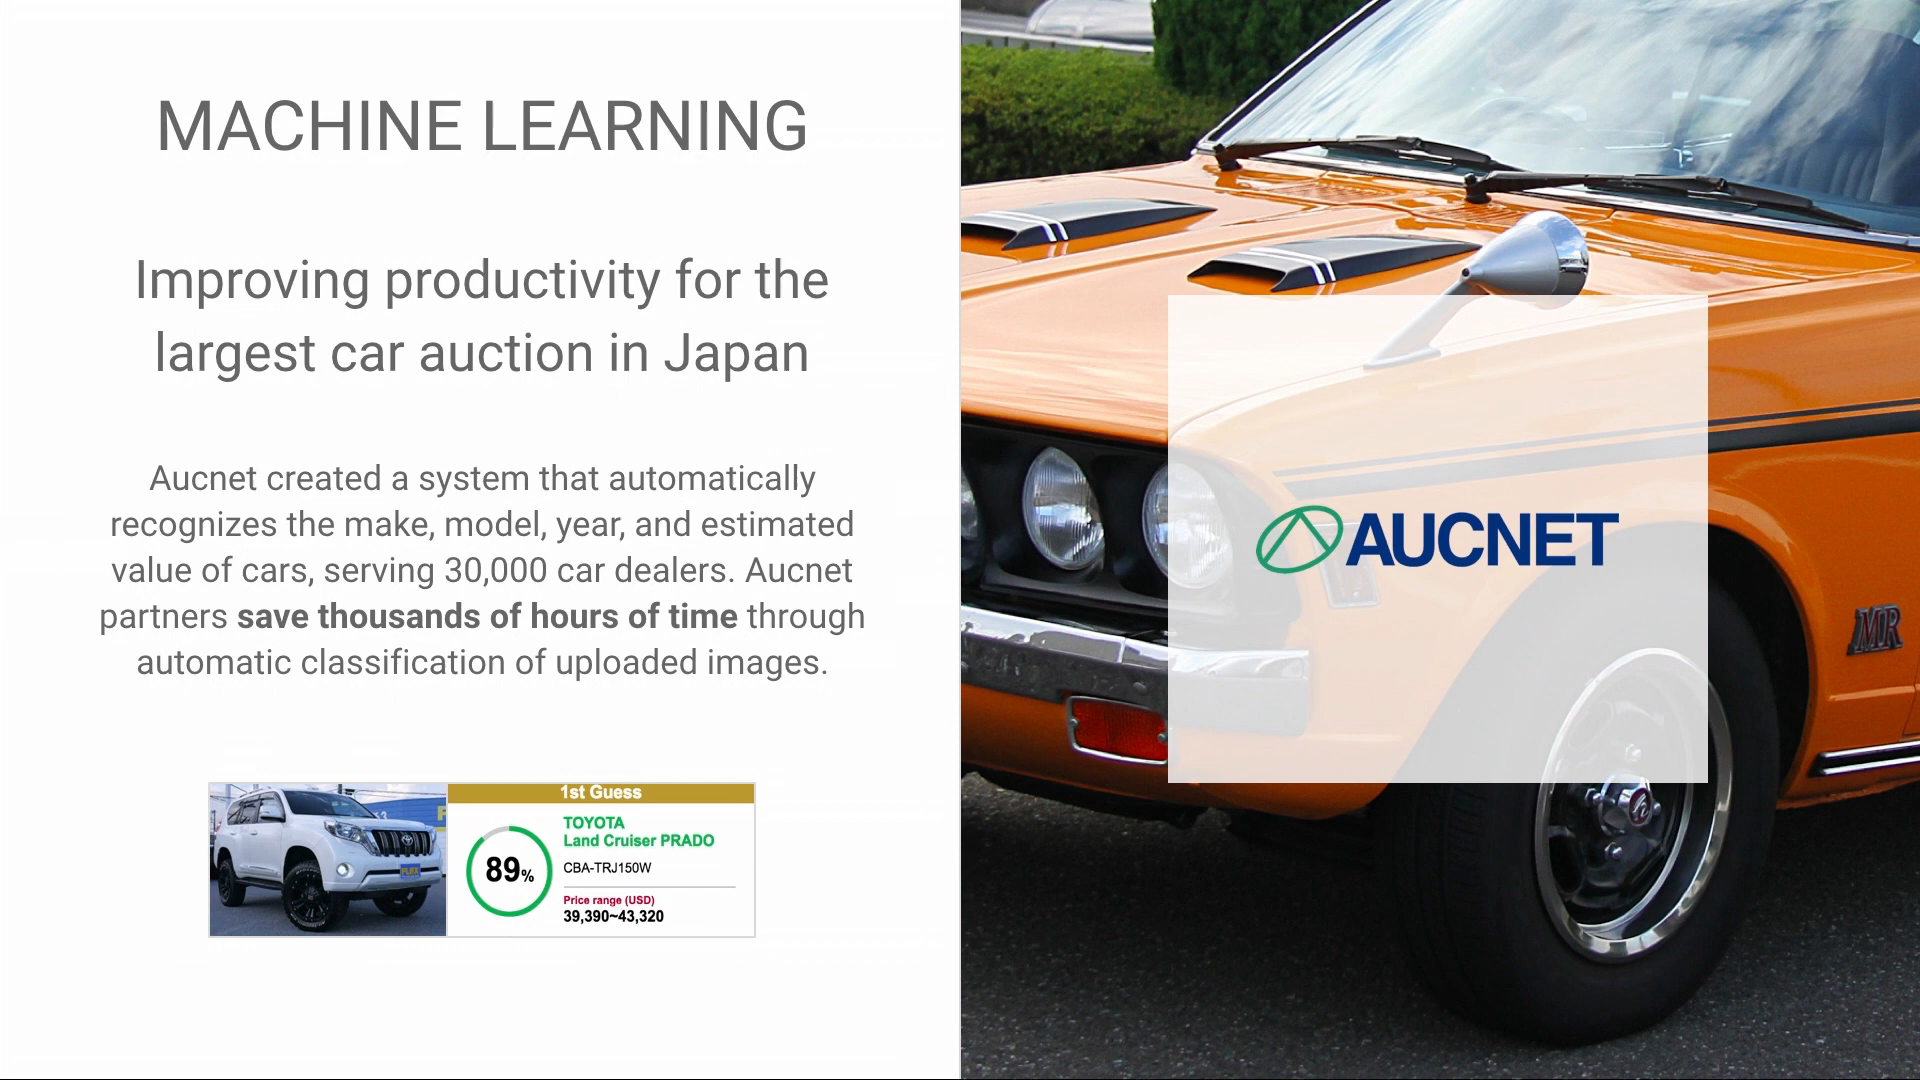 MACHINE LEARNING
Improving productivity for the
largest car auction in Japan
Aucnet created a system that automatically
recognizes the make, model, year, and estimated
value of cars, serving 30,000 car dealers. Aucnet
partners save thousands of hours of time through
automatic classification of uploaded images.
1st Guess
89%
TOYOTA
Land Cruiser PRADO
CBA-TRJ150W
Price range (USD)
39,390~43,320
FLEX
AUCNET
MR